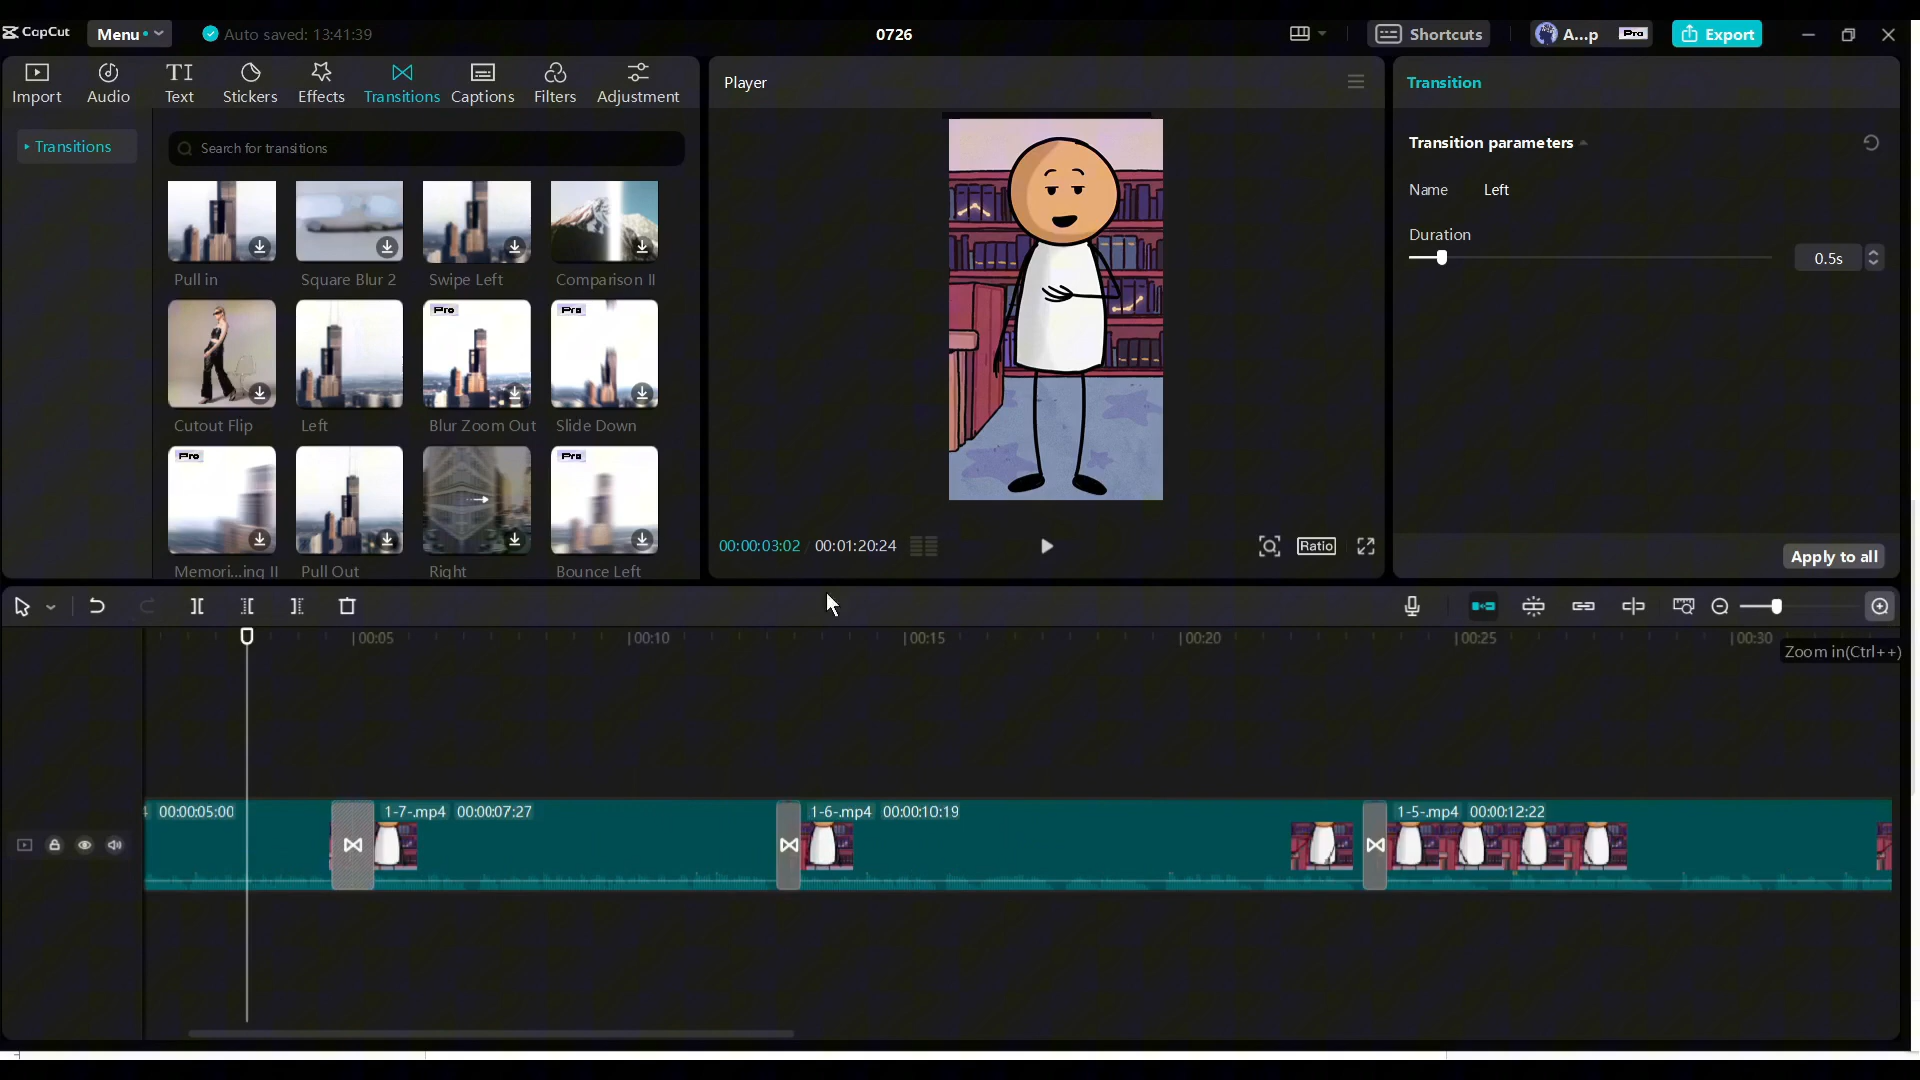 CapCut
Menu
Auto saved: 13:41:39
0726
Shortcuts
A...p
Pro
Export
Import
Audio
Text
TI
Stickers
Effects
Transitions
Captions
Filters
Adjustment
Player
Transition
Transitions
Search for transitions
Transition parameters
Name
Left
Duration
0.5s
Pull in
Square Blur 2
Swipe Left
Comparison II
Pro
Pro
Cutout Flip
Left
Blur Zoom Out
Slide Down
Pro
Pro
Memori...ing II
Pull Out
Right
Bounce Left
00:00:03:02
00:01:20:24
Ratio
Apply to all
00:05
00:10
00:15
00:20
00:25
00:30
Zoom in(Ctrl++)
00:00:05:00
1-7-.mp4 00:00:07:27
1-6-.mp4 00:00:10:19
1-5-.mp4 00:00:12:22